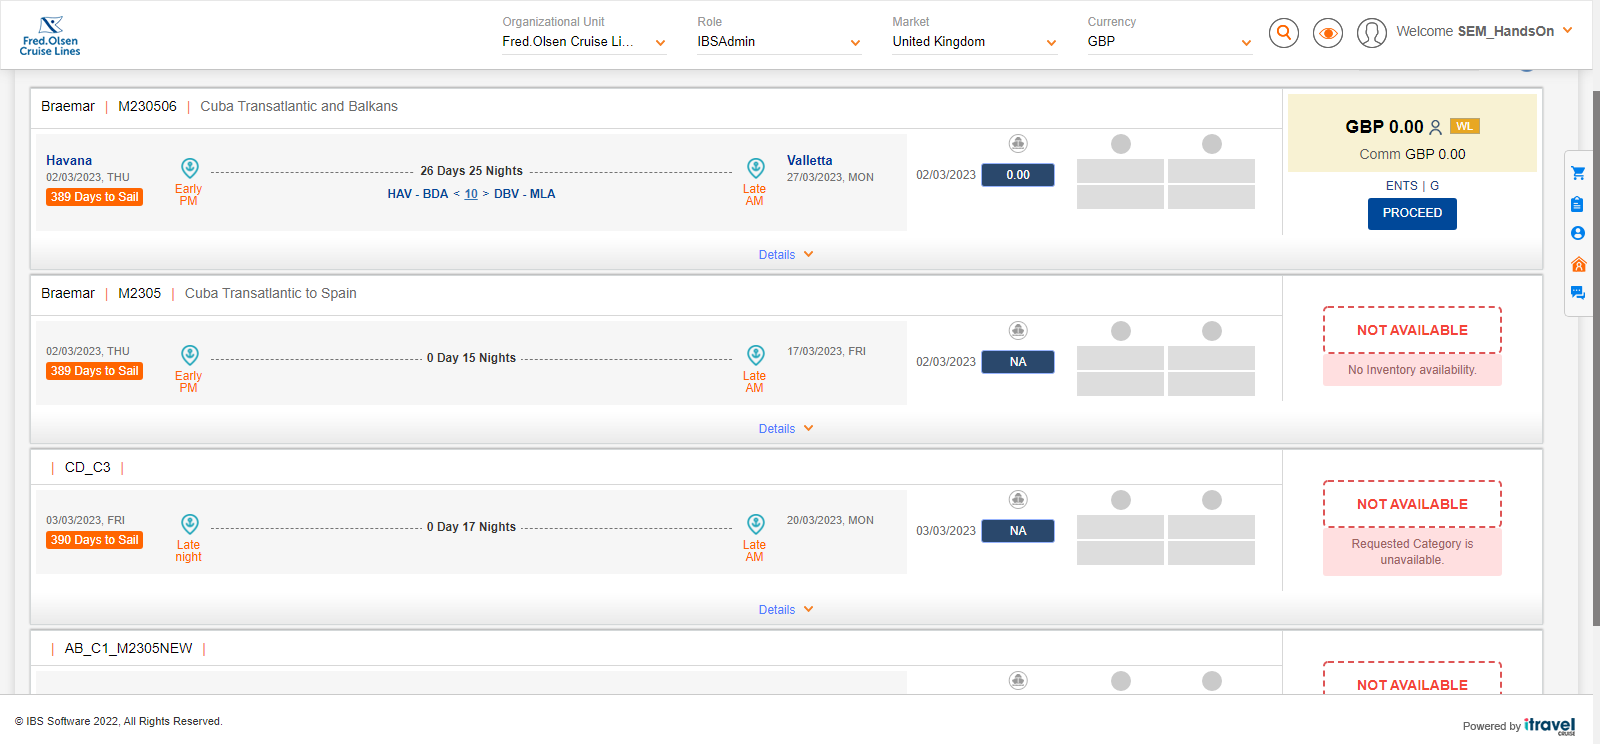 Fred.Olsen
Cruise Lines
Organizational Unit
Fred.Olsen Cruise Li...
Role
IBSAdmin
Market
United Kingdom
Currency
GBP
Welcome SEM_HandsOn
Braemar | M230506 | Cuba Transatlantic and Balkans
Havana
02/03/2023, THU
389 Days to Sail
Early
PM
26 Days 25 Nights
HAV - BDA < 10 > DBV - MLA
Late
AM
Valletta
27/03/2023, MON
02/03/2023
0.00
GBP 0.00 WL
Comm GBP 0.00
ENTS | G
PROCEED
Details
Braemar | M2305 | Cuba Transatlantic to Spain
02/03/2023, THU
389 Days to Sail
Early
PM
0 Day 15 Nights
Late
AM
17/03/2023, FRI
02/03/2023
NA
NOT AVAILABLE
No Inventory availability.
Details
| CD_C3 |
03/03/2023, FRI
390 Days to Sail
Late
night
0 Day 17 Nights
Late
AM
20/03/2023, MON
03/03/2023
NA
NOT AVAILABLE
Requested Category is
unavailable.
Details
| AB_C1_M2305NEW |
NOT AVAILABLE
© IBS Software 2022, All Rights Reserved.
Powered by itravel
CRUISE